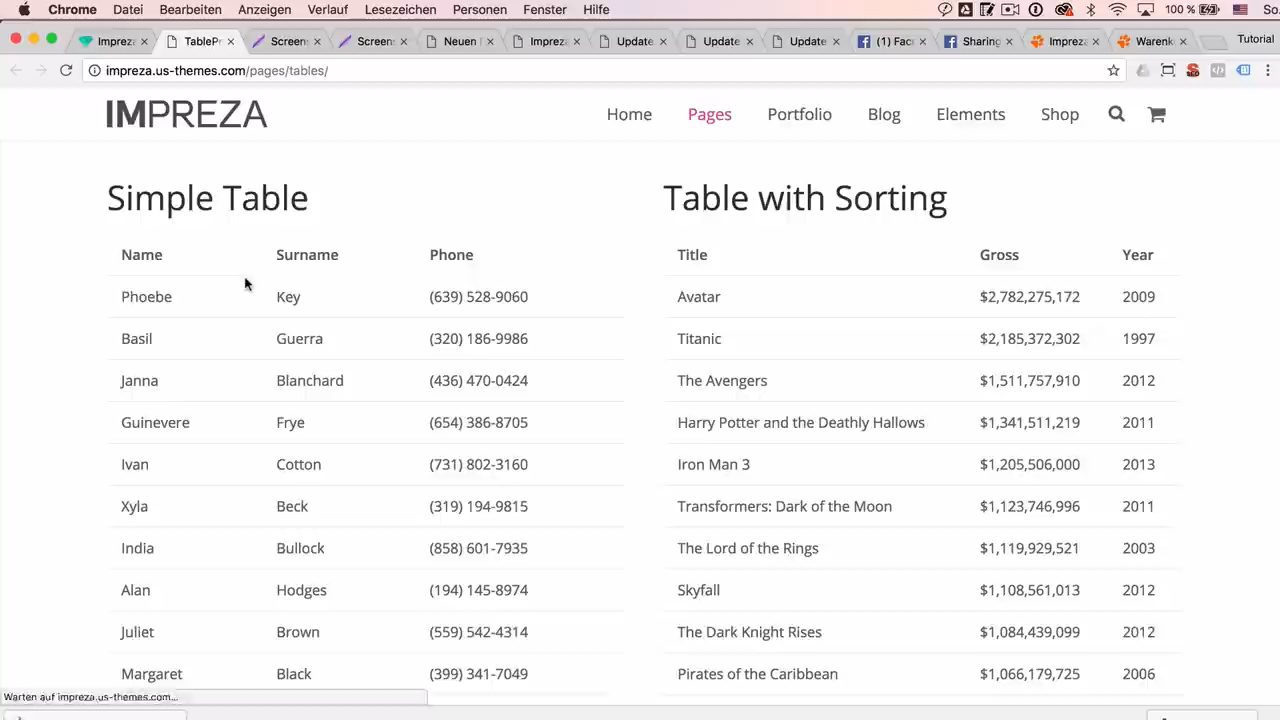 Chrome Datei Bearbeiten Anzeigen Verlauf Lesezeichen Personen Fenster Hilfe 100 % So.
Impreza TablePr Screens Screens Neuen Impreza Update Update Update (1) Fac Sharing Impreza Warenk Tutorial
impreza.us-themes.com/pages/tables/
IMPREZA Home Pages Portfolio Blog Elements Shop
Simple Table
Name Surname Phone
Phoebe Key (639) 528-9060
Basil Guerra (320) 186-9986
Janna Blanchard (436) 470-0424
Guinevere Frye (654) 386-8705
Ivan Cotton (731) 802-3160
Xyla Beck (319) 194-9815
India Bullock (858) 601-7935
Alan Hodges (194) 145-8974
Juliet Brown (559) 542-4314
Margaret Black (399) 341-7049
Table with Sorting
Title Gross Year
Avatar $2,782,275,172 2009
Titanic $2,185,372,302 1997
The Avengers $1,511,757,910 2012
Harry Potter and the Deathly Hallows $1,341,511,219 2011
Iron Man 3 $1,205,506,000 2013
Transformers: Dark of the Moon $1,123,746,996 2011
The Lord of the Rings $1,119,929,521 2003
Skyfall $1,108,561,013 2012
The Dark Knight Rises $1,084,439,099 2012
Pirates of the Caribbean $1,066,179,725 2006
Warten auf impreza.us-themes.com...